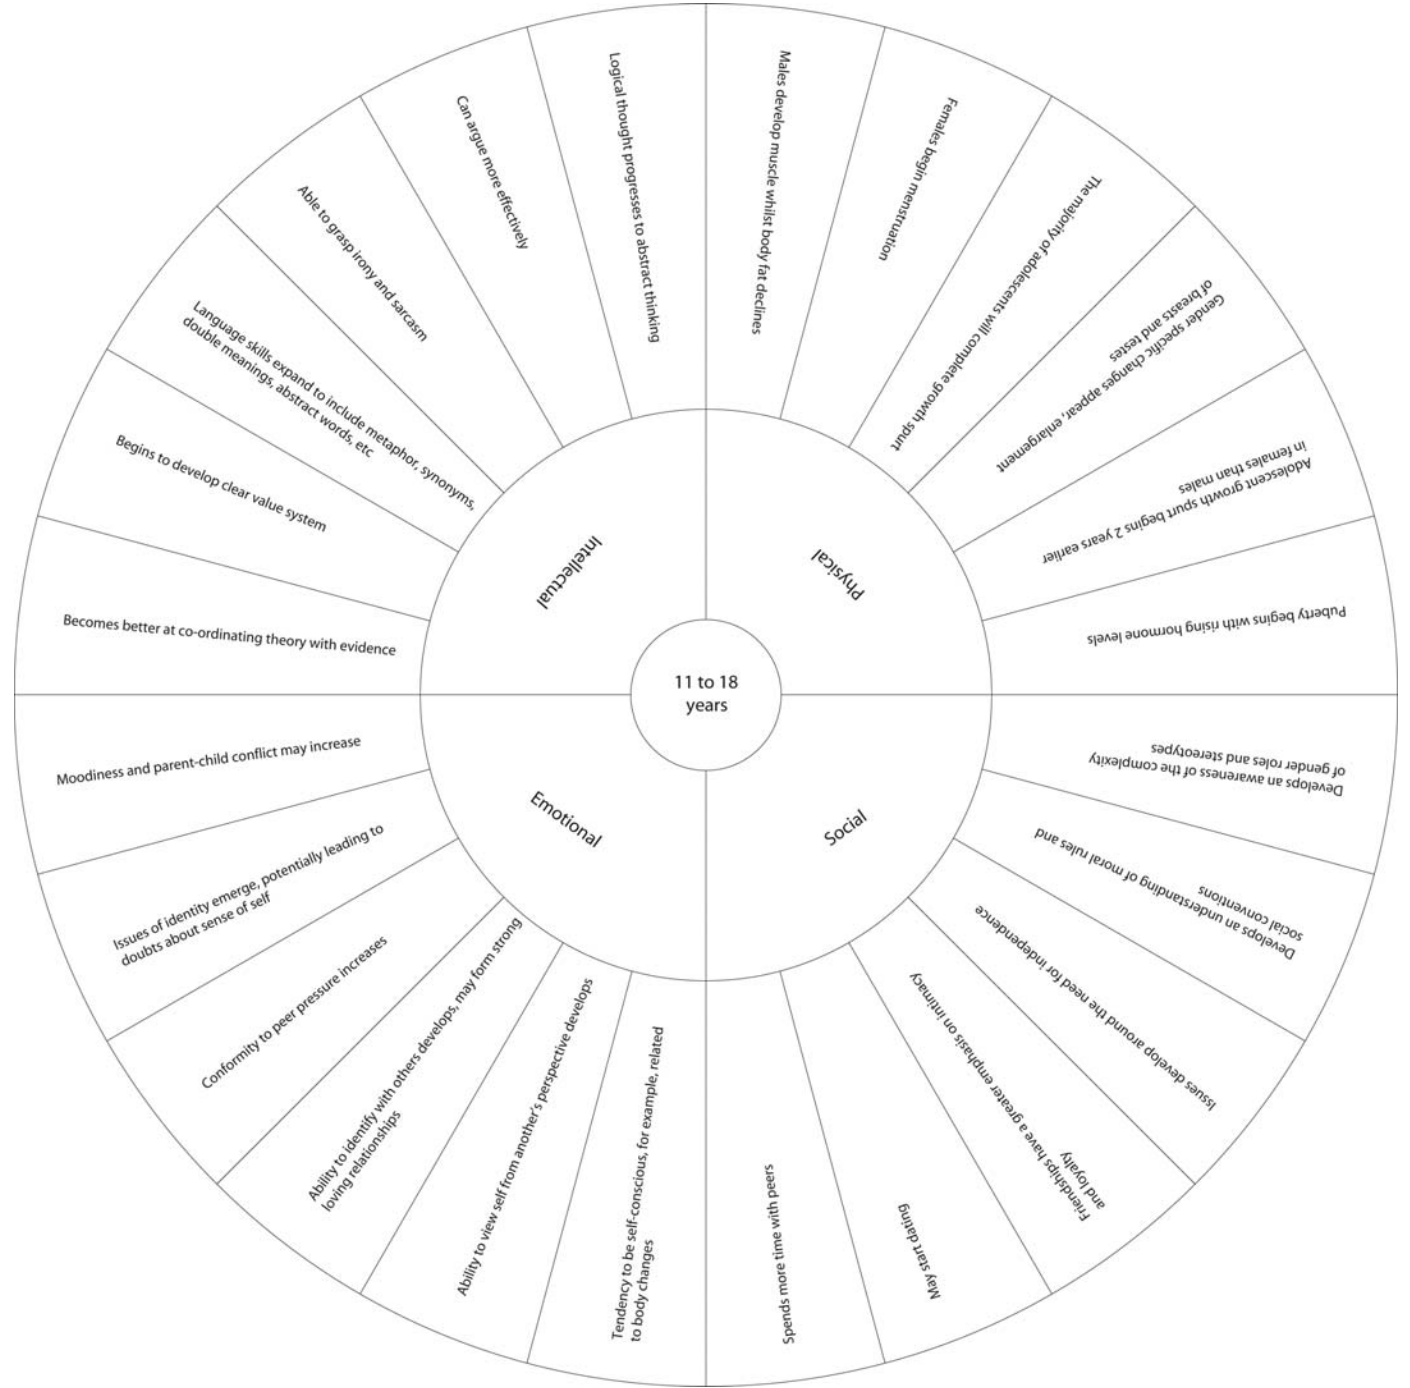 11 to 18
years
Physical
Males develop muscle whilst body fat declines
Females begin menstruation
The majority of adolescents will complete growth spurt
Gender specific changes appear, enlargement
of breasts and testes
Adolescent growth spurt begins 2 years earlier
in females than males
Puberty begins with rising hormone levels
Social
Develops an awareness of the complexity
of gender roles and stereotypes
Develops an understanding of moral rules and
social conventions
Issues develop around the need for independence
Friendships have a greater emphasis on intimacy
and loyalty
May start dating
Spends more time with peers
Emotional
Tendency to be self-conscious, for example, related
to body changes
Ability to view self from another's perspective develops
Ability to identify with others develops, may form strong
loving relationships
Conformity to peer pressure increases
Issues of identity emerge, potentially leading to
doubts about sense of self
Moodiness and parent-child conflict may increase
Intellectual
Becomes better at co-ordinating theory with evidence
Begins to develop clear value system
Language skills expand to include metaphor, synonyms,
double meanings, abstract words, etc
Able to grasp irony and sarcasm
Can argue more effectively
Logical thought progresses to abstract thinking